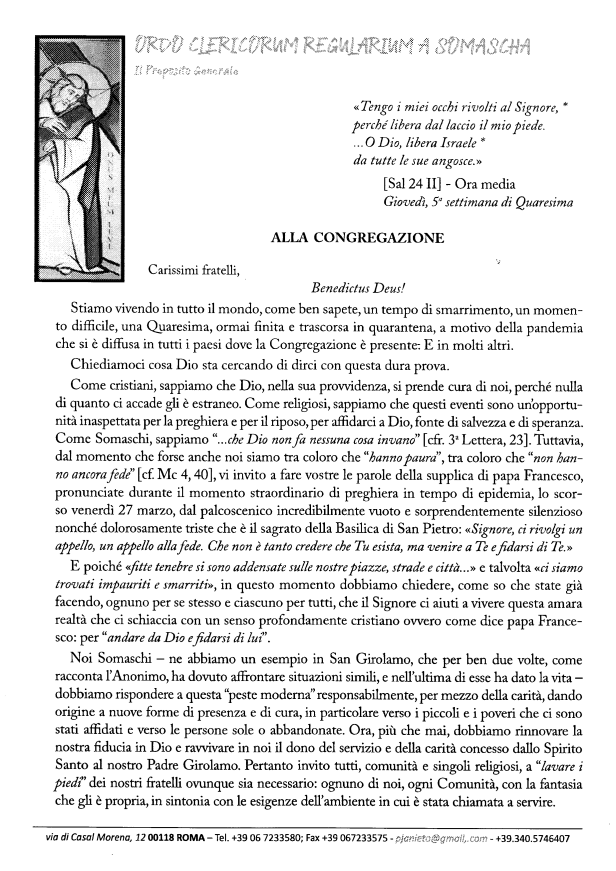 ORDO CLERICORUM REGULARIUM A SOMASCHA
Il Preposito Generale
ONUS MEUM LEVE
«Tengo i miei occhi rivolti al Signore, *
perché libera dal laccio il mio piede.
...O Dio, libera Israele *
da tutte le sue angosce.»
[Sal 24 II] - Ora media
Giovedì, 5ª settimana di Quaresima
ALLA CONGREGAZIONE
Carissimi fratelli,
Benedictus Deus!
Stiamo vivendo in tutto il mondo, come ben sapete, un tempo di smarrimento, un momen-
to difficile, una Quaresima, ormai finita e trascorsa in quarantena, a motivo della pandemia
che si è diffusa in tutti i paesi dove la Congregazione è presente: E in molti altri.
Chiediamoci cosa Dio sta cercando di dirci con questa dura prova.
Come cristiani, sappiamo che Dio, nella sua provvidenza, si prende cura di noi, perché nulla
di quanto ci accade gli è estraneo. Come religiosi, sappiamo che questi eventi sono un'opportu-
nità inaspettata per la preghiera e per il riposo, per affidarci a Dio, fonte di salvezza e di speranza.
Come Somaschi, sappiamo "...che Dio non fa nessuna cosa invano" [cfr. 3ª Lettera, 23]. Tuttavia,
dal momento che forse anche noi siamo tra coloro che "hanno paura", tra coloro che "non han-
no ancora fede" [cf. Mc 4, 40], vi invito a fare vostre le parole della supplica di papa Francesco,
pronunciate durante il momento straordinario di preghiera in tempo di epidemia, lo scor-
so venerdì 27 marzo, dal palcoscenico incredibilmente vuoto e sorprendentemente silenzioso
nonché dolorosamente triste che è il sagrato della Basilica di San Pietro: «Signore, ci rivolgi un
appello, un appello alla fede. Che non è tanto credere che Tu esista, ma venire a Te e fidarsi di Te.»
E poiché «fitte tenebre si sono addensate sulle nostre piazze, strade e città...» e talvolta «ci siamo
trovati impauriti e smarriti», in questo momento dobbiamo chiedere, come so che state già
facendo, ognuno per se stesso e ciascuno per tutti, che il Signore ci aiuti a vivere questa amara
realtà che ci schiaccia con un senso profondamente cristiano ovvero come dice papa France-
sco: per "andare da Dio e fidarsi di lui".
Noi Somaschi – ne abbiamo un esempio in San Girolamo, che per ben due volte, come
racconta l'Anonimo, ha dovuto affrontare situazioni simili, e nell'ultima di esse ha dato la vita –
dobbiamo rispondere a questa "peste moderna" responsabilmente, per mezzo della carità, dando
origine a nuove forme di presenza e di cura, in particolare verso i piccoli e i poveri che ci sono
stati affidati e verso le persone sole o abbandonate. Ora, più che mai, dobbiamo rinnovare la
nostra fiducia in Dio e ravvivare in noi il dono del servizio e della carità concesso dallo Spirito
Santo al nostro Padre Girolamo. Pertanto invito tutti, comunità e singoli religiosi, a "lavare i
piedi" dei nostri fratelli ovunque sia necessario: ognuno di noi, ogni Comunità, con la fantasia
che gli è propria, in sintonia con le esigenze dell'ambiente in cui è stata chiamata a servire.
via di Casal Morena, 12 00118 ROMA – Tel. +39 06 7233580; Fax +39 067233575 - pjanieto@gmail,.com - +39.340.5746407